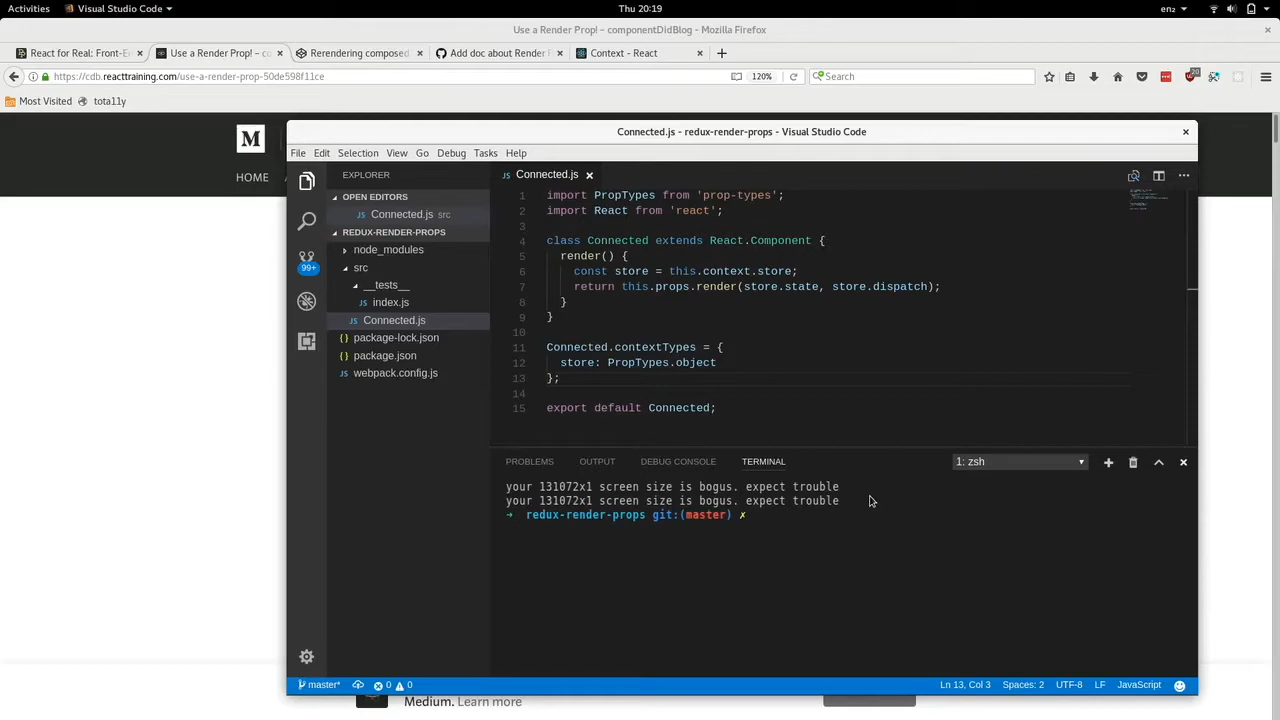 Activities
Visual Studio Code
Thu 20:19
en2
Use a Render Prop! – componentDidBlog - Mozilla Firefox
React for Real: Front-E
Use a Render Prop! – co
Rerendering composed
Add doc about Render P
Context - React
https://cdb.reacttraining.com/use-a-render-prop-50de598f11ce
120%
Search
20
Most Visited
tota11y
M
HOME
Connected.js - redux-render-props - Visual Studio Code
File Edit Selection View Go Debug Tasks Help
EXPLORER
OPEN EDITORS
Connected.js src
REDUX-RENDER-PROPS
node_modules
src
__tests__
index.js
Connected.js
package-lock.json
package.json
webpack.config.js
99+
JS Connected.js
1 import PropTypes from 'prop-types';
2 import React from 'react';
3
4 class Connected extends React.Component {
5 render() {
6 const store = this.context.store;
7 return this.props.render(store.state, store.dispatch);
8 }
9 }
10
11 Connected.contextTypes = {
12 store: PropTypes.object
13 };
14
15 export default Connected;
PROBLEMS OUTPUT DEBUG CONSOLE TERMINAL
1: zsh
your 131072x1 screen size is bogus. expect trouble
your 131072x1 screen size is bogus. expect trouble
➜ redux-render-props git:(master) ✗
master* 0 0
Ln 13, Col 3 Spaces: 2 UTF-8 LF JavaScript
Medium. Learn more